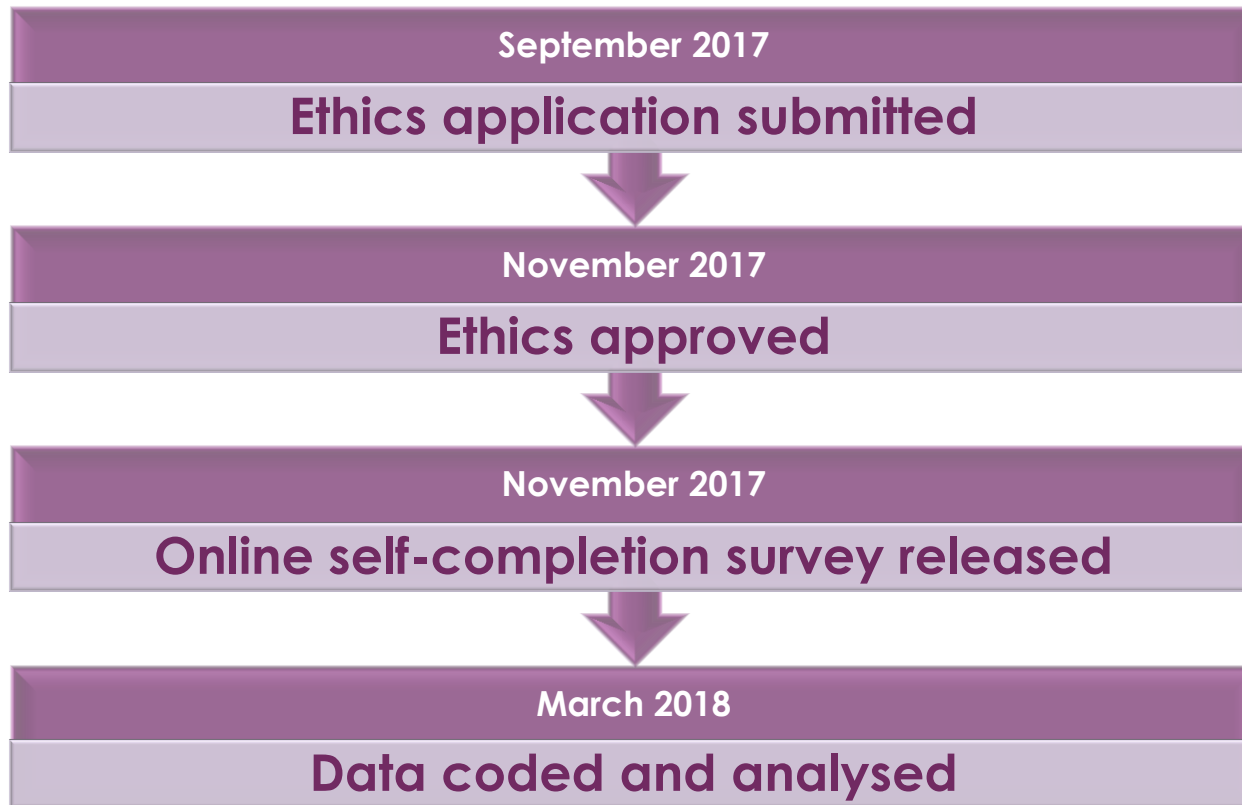 September 2017
Ethics application submitted
November 2017
Ethics approved
November 2017
Online self-completion survey released
March 2018
Data coded and analysed